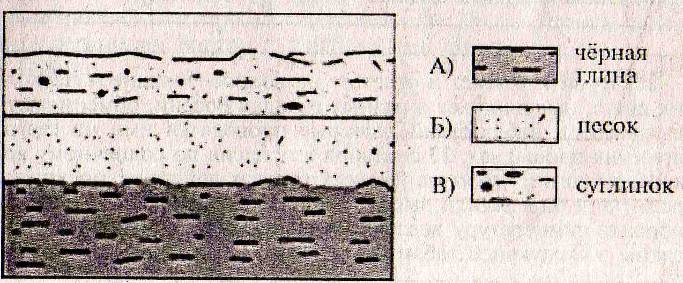 А) чёрная
глина
Б) песок
В) суглинок